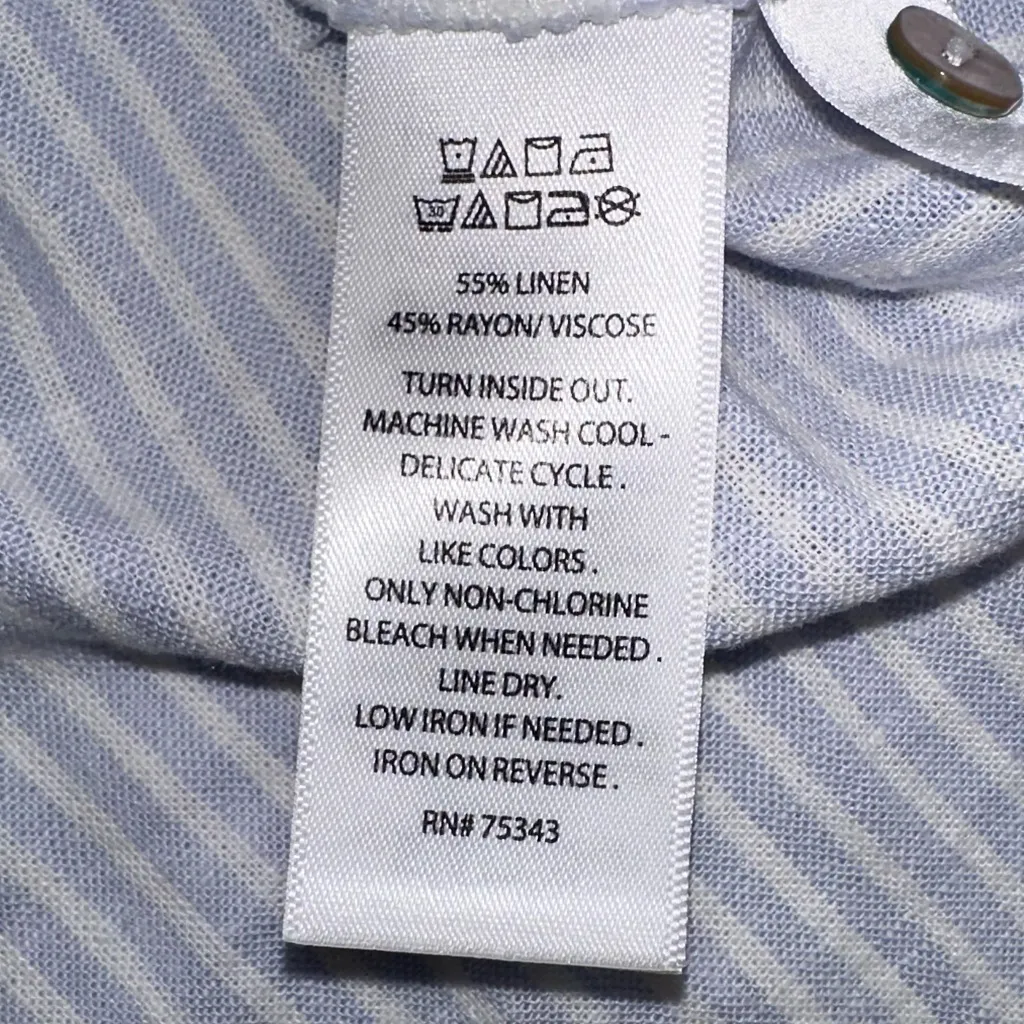 30
55% LINEN
45% RAYON/ VISCOSE
TURN INSIDE OUT.
MACHINE WASH COOL -
DELICATE CYCLE .
WASH WITH
LIKE COLORS .
ONLY NON-CHLORINE
BLEACH WHEN NEEDED .
LINE DRY.
LOW IRON IF NEEDED .
IRON ON REVERSE .
RN# 75343